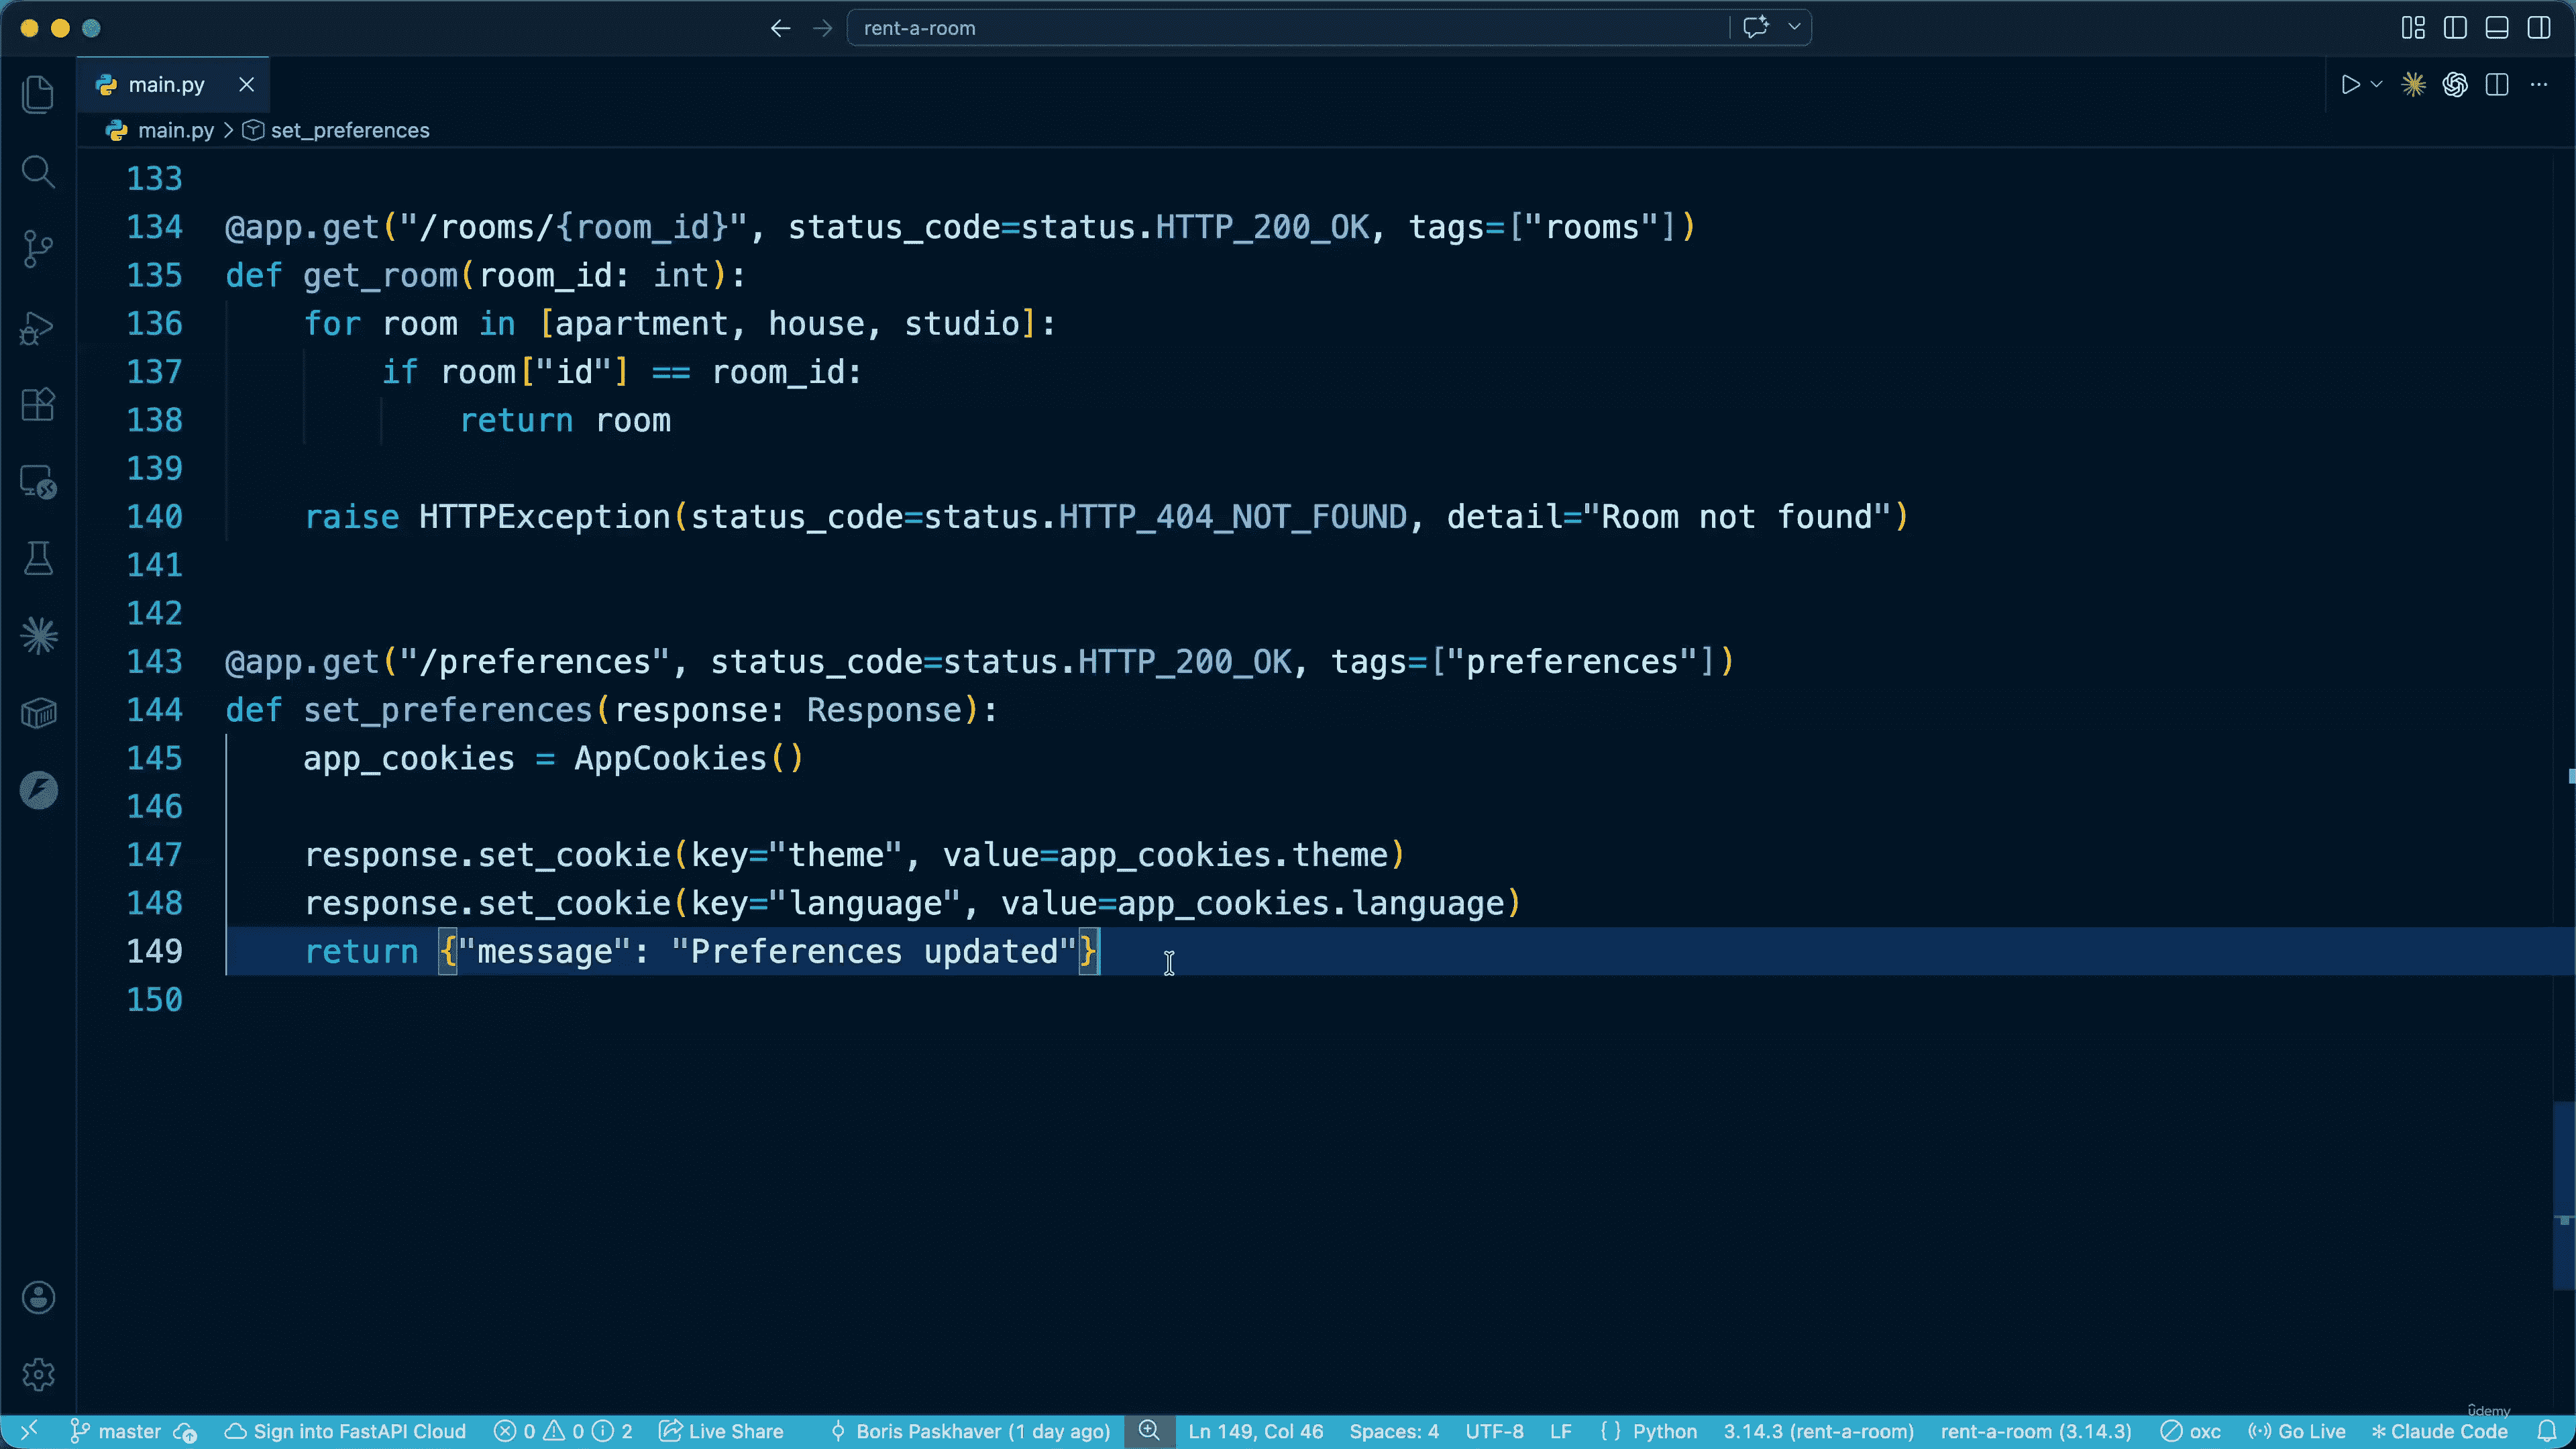 rent-a-room
main.py
main.py > set_preferences
133
134 @app.get("/rooms/{room_id}", status_code=status.HTTP_200_OK, tags=["rooms"])
135 def get_room(room_id: int):
136     for room in [apartment, house, studio]:
137         if room["id"] == room_id:
138             return room
139
140     raise HTTPException(status_code=status.HTTP_404_NOT_FOUND, detail="Room not found")
141
142
143 @app.get("/preferences", status_code=status.HTTP_200_OK, tags=["preferences"])
144 def set_preferences(response: Response):
145     app_cookies = AppCookies()
146
147     response.set_cookie(key="theme", value=app_cookies.theme)
148     response.set_cookie(key="language", value=app_cookies.language)
149     return {"message": "Preferences updated"}
150
ûdemy
master Sign into FastAPI Cloud 0 0 2 Live Share Boris Paskhaver (1 day ago) Ln 149, Col 46 Spaces: 4 UTF-8 LF { } Python 3.14.3 (rent-a-room) rent-a-room (3.14.3) oxc Go Live Claude Code